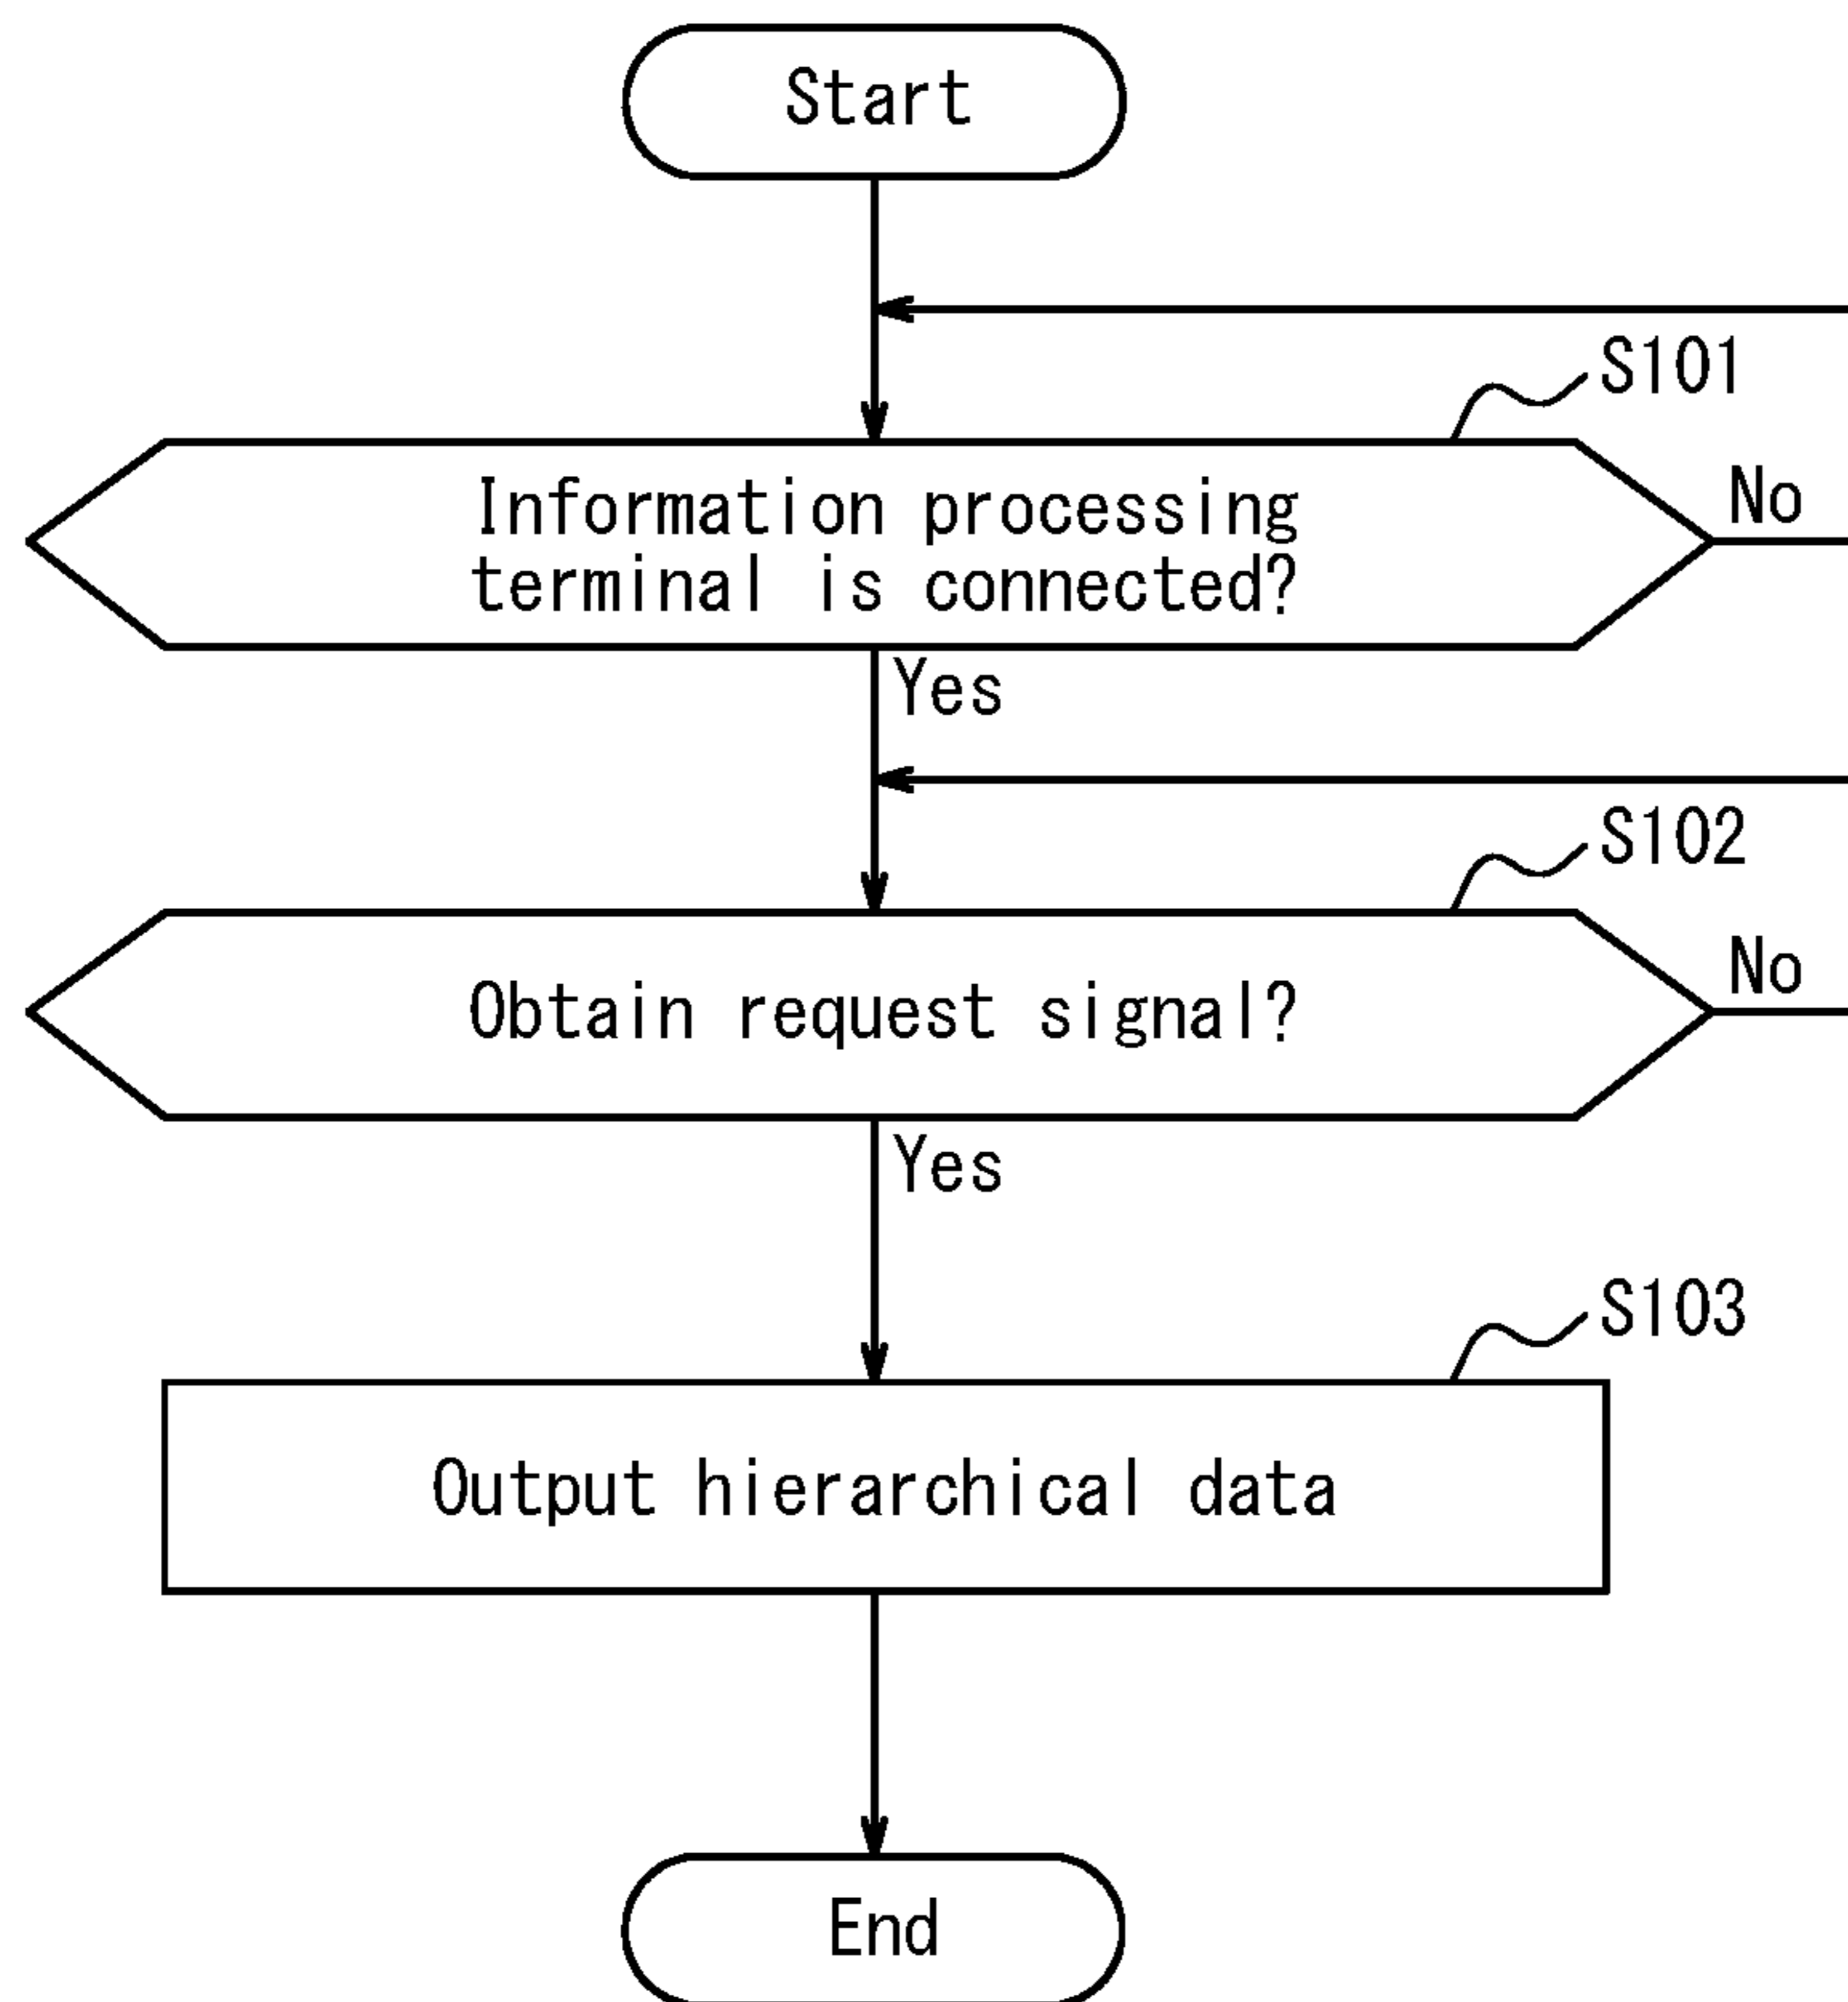 Start
S101
Information processing
terminal is connected?
No
Yes
S102
Obtain request signal?
No
Yes
S103
Output hierarchical data
End